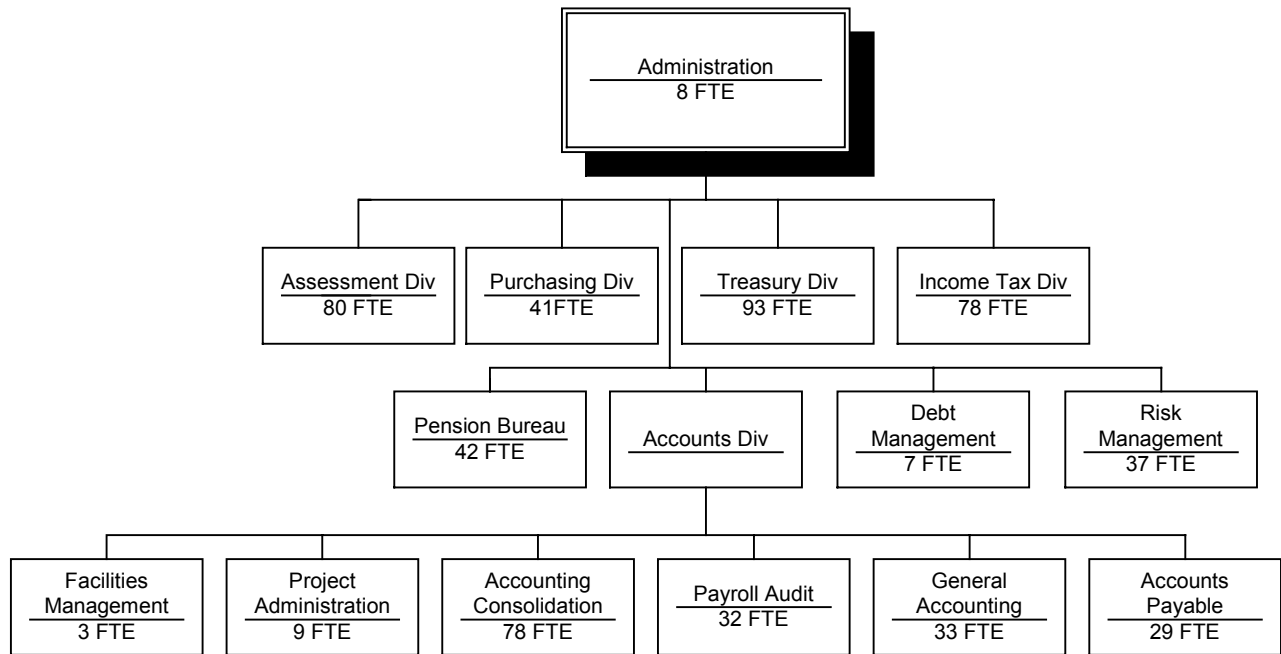 Administration
8 FTE
Assessment Div
80 FTE
Purchasing Div
41FTE
Treasury Div
93 FTE
Income Tax Div
78 FTE
Pension Bureau
42 FTE
Accounts Div
Debt
Management
7 FTE
Risk
Management
37 FTE
Facilities
Management
3 FTE
Project
Administration
9 FTE
Accounting
Consolidation
78 FTE
Payroll Audit
32 FTE
General
Accounting
33 FTE
Accounts
Payable
29 FTE